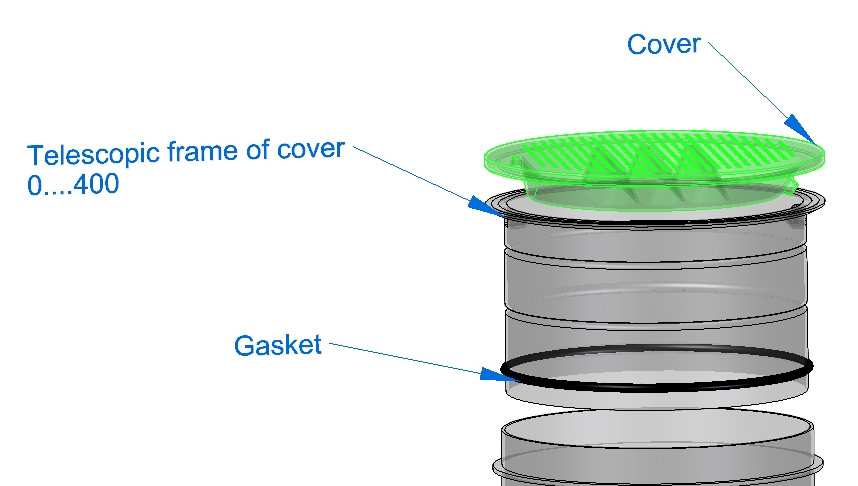 Cover
Telescopic frame of cover
0....400
Gasket